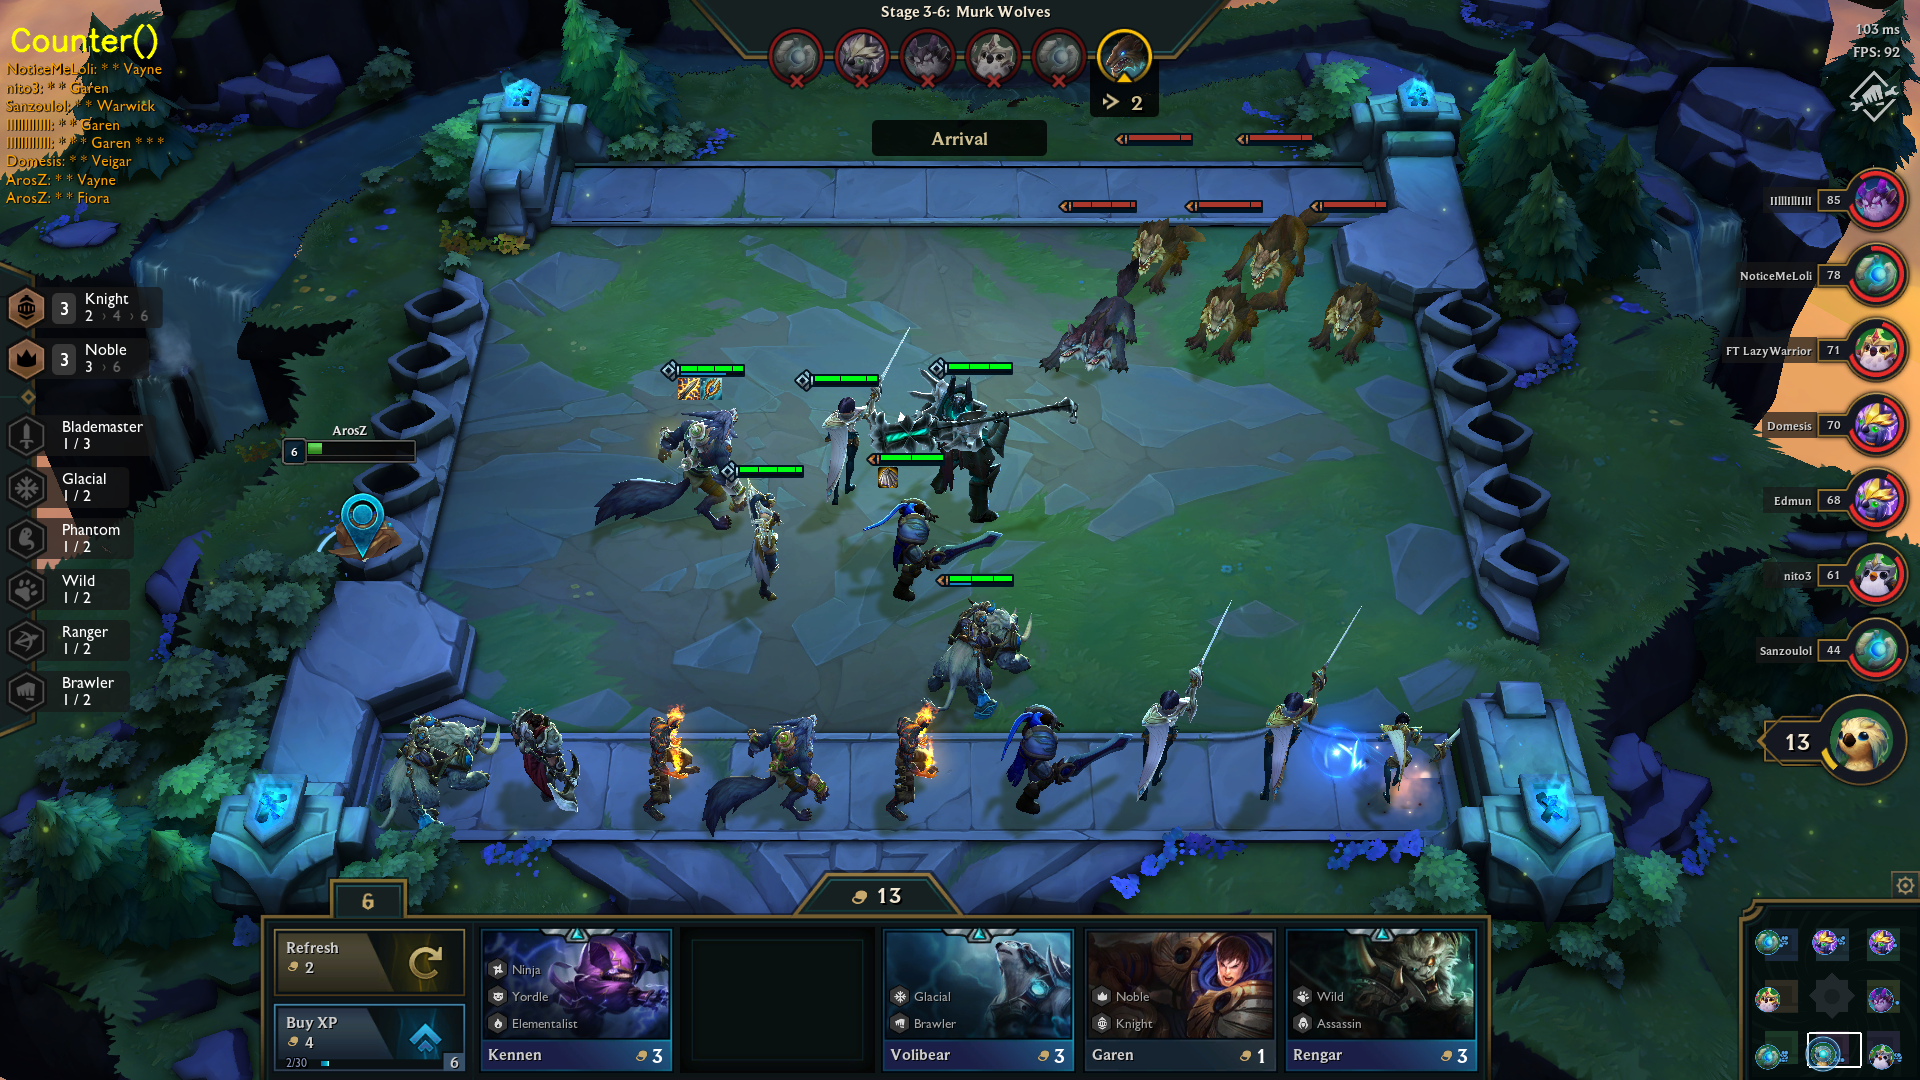 Stage 3-6: Murk Wolves
103 ms
FPS: 92
Counter()
NoticeMeLoli: * * Vayne
nito3: * * Garen
Sanzoulol: * * Warwick
* * Garen
* * * Garen * * *
Domesis: * * Veigar
ArosZ: * * Vayne
ArosZ: * * Fiora
> 2
Arrival
85
NoticeMeLoli 78
FT LazyWarrior 71
Domesis 70
Edmun 68
nito3 61
Sanzoulol 44
13
3 Knight
2 › 4 › 6
3 Noble
3 › 6
Blademaster
1 / 3
Glacial
1 / 2
Phantom
1 / 2
Wild
1 / 2
Ranger
1 / 2
Brawler
1 / 2
ArosZ
6
6
13
Refresh
2
Buy XP
4
2/30
6
Ninja
Yordle
Elementalist
Kennen 3
Glacial
Brawler
Volibear 3
Noble
Knight
Garen 1
Wild
Assassin
Rengar 3